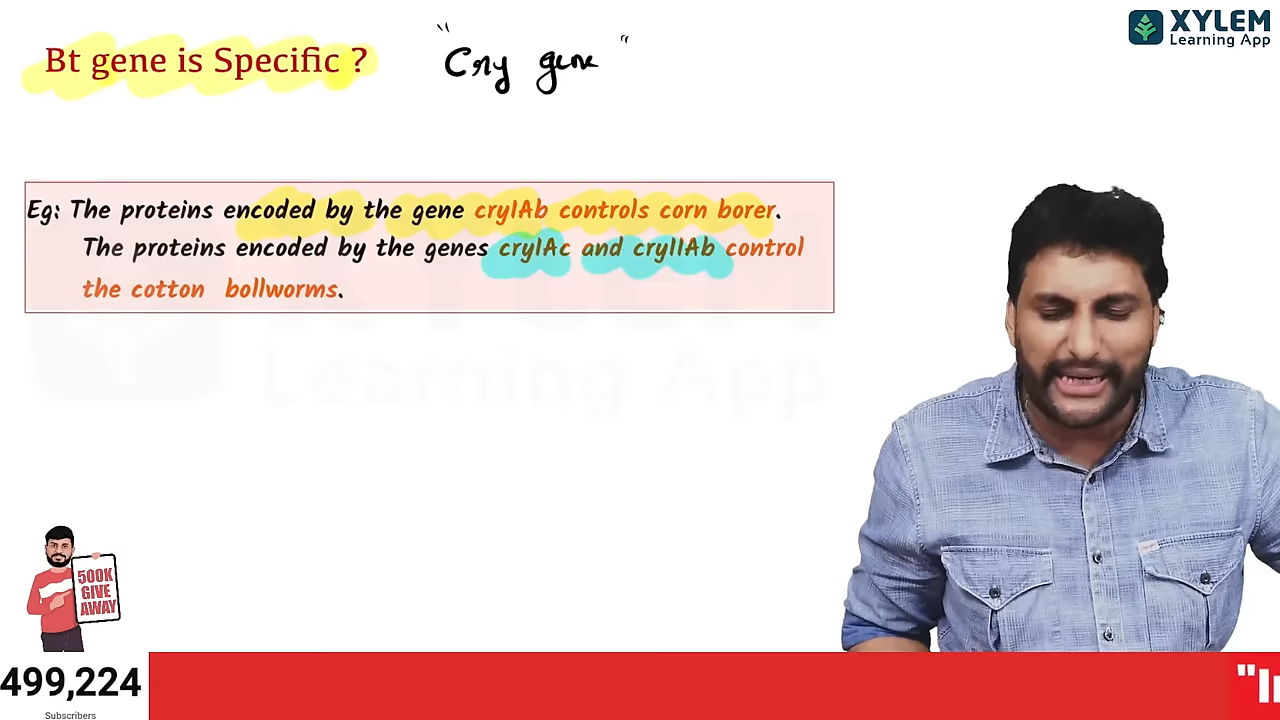 Bt gene is Specific ?
"Cry gene"
XYLEM
Learning App
Eg: The proteins encoded by the gene cryIAb controls corn borer.
The proteins encoded by the genes cryIAc and cryIIAb control
the cotton bollworms.
Learning App
500K
GIVE
AWAY
499,224
Subscribers